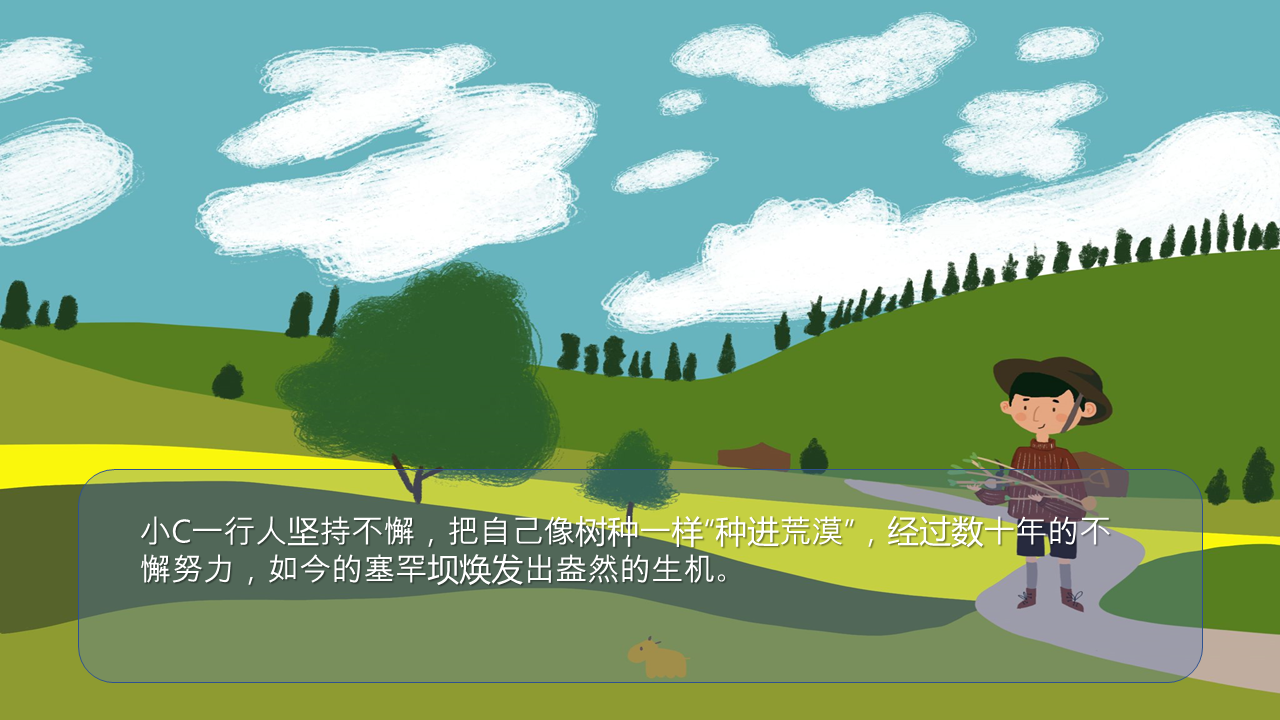 小C一行人坚持不懈，把自己像树种一样“种进荒漠”，经过数十年的不
懈努力，如今的塞罕坝焕发出盎然的生机。